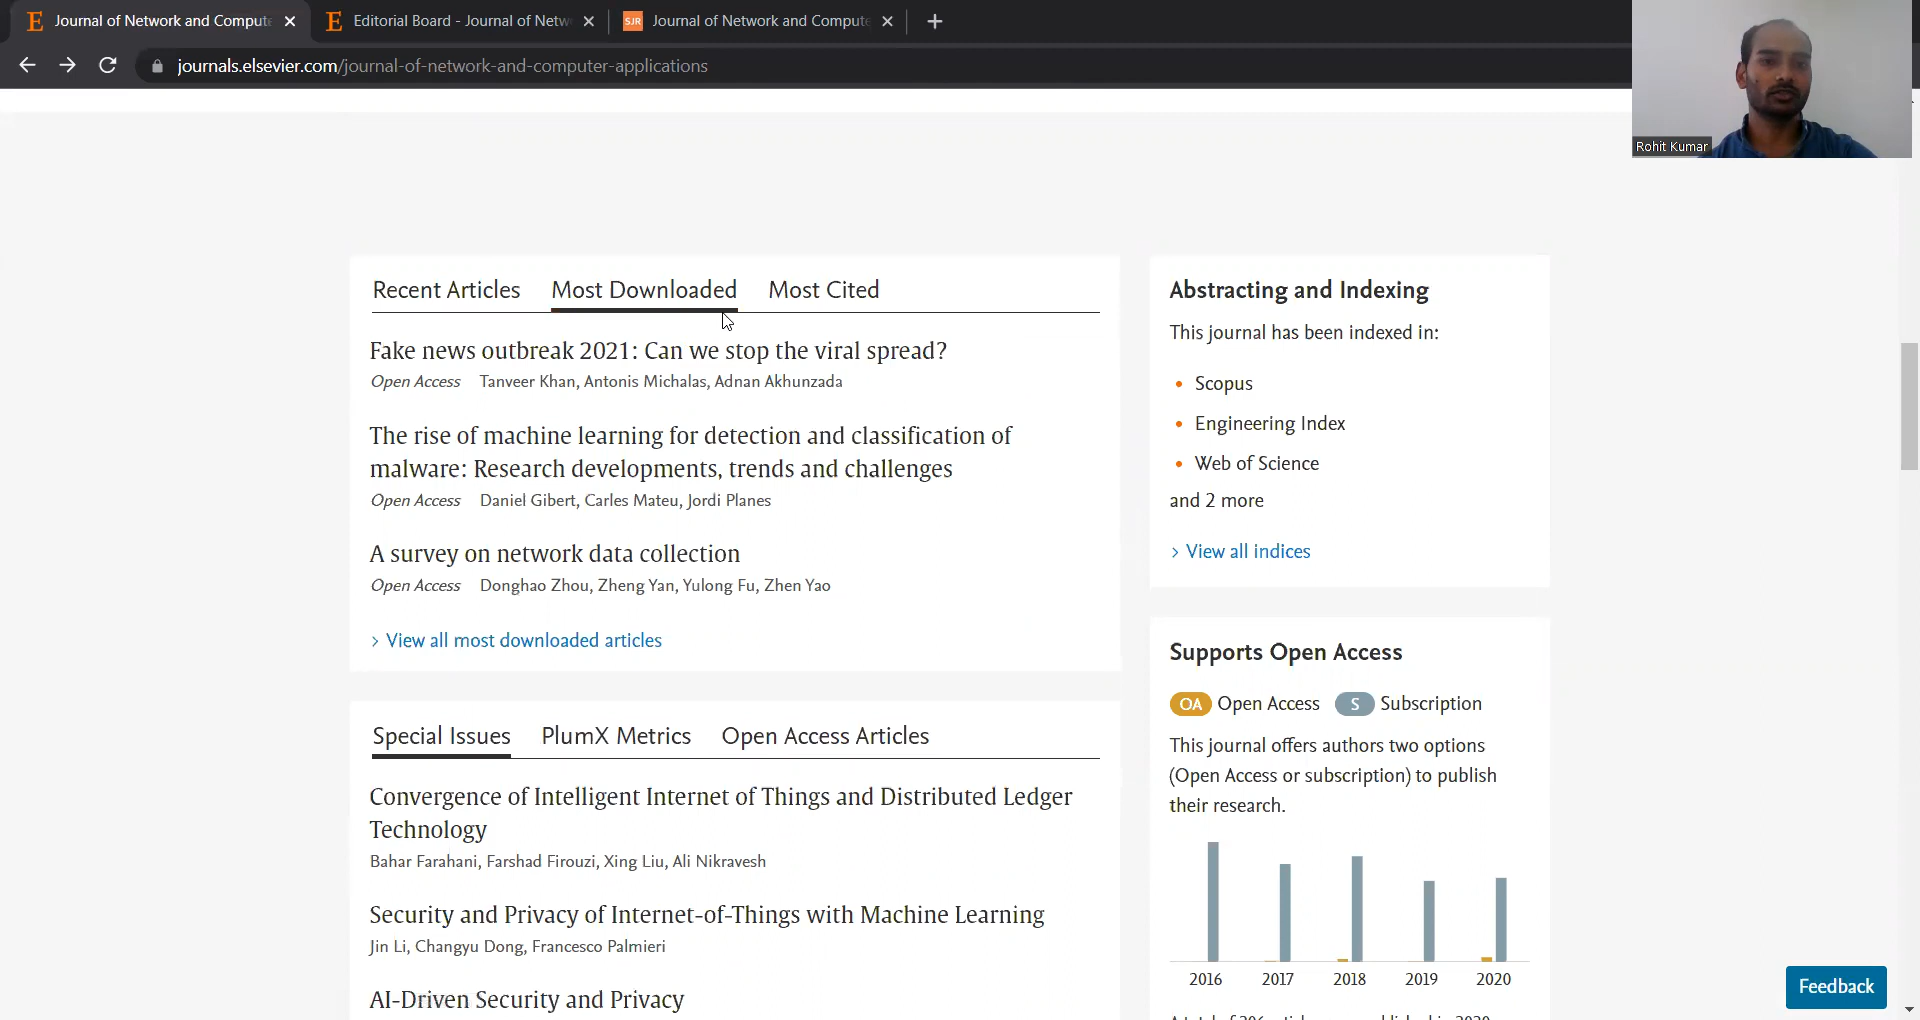 Journal of Network and Compute
Editorial Board - Journal of Netw
SJR Journal of Network and Compute
journals.elsevier.com/journal-of-network-and-computer-applications
Rohit Kumar
Recent Articles Most Downloaded Most Cited
Fake news outbreak 2021: Can we stop the viral spread?
Open Access Tanveer Khan, Antonis Michalas, Adnan Akhunzada
The rise of machine learning for detection and classification of
malware: Research developments, trends and challenges
Open Access Daniel Gibert, Carles Mateu, Jordi Planes
A survey on network data collection
Open Access Donghao Zhou, Zheng Yan, Yulong Fu, Zhen Yao
> View all most downloaded articles
Special Issues PlumX Metrics Open Access Articles
Convergence of Intelligent Internet of Things and Distributed Ledger
Technology
Bahar Farahani, Farshad Firouzi, Xing Liu, Ali Nikravesh
Security and Privacy of Internet-of-Things with Machine Learning
Jin Li, Changyu Dong, Francesco Palmieri
AI-Driven Security and Privacy
Abstracting and Indexing
This journal has been indexed in:
• Scopus
• Engineering Index
• Web of Science
and 2 more
> View all indices
Supports Open Access
OA Open Access S Subscription
This journal offers authors two options
(Open Access or subscription) to publish
their research.
2016 2017 2018 2019 2020
Feedback